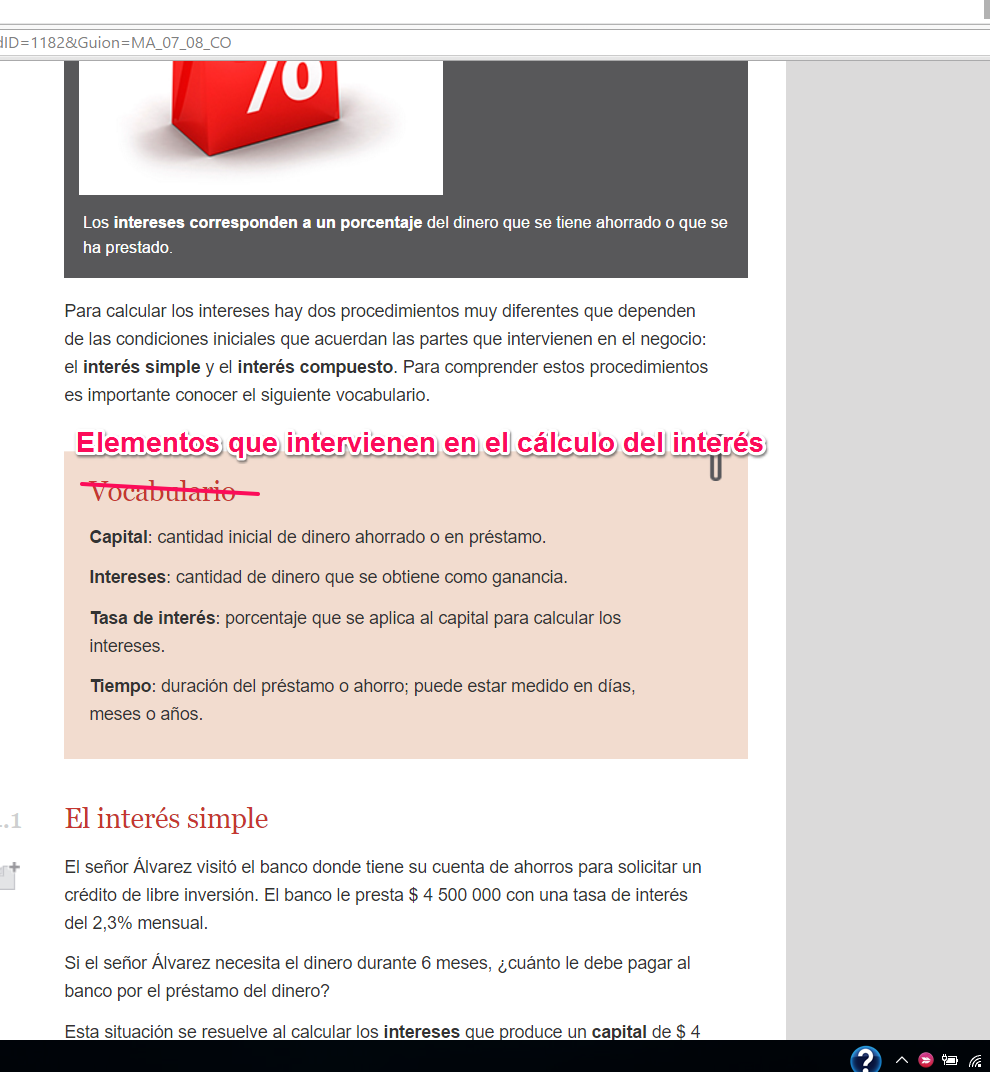 dID=1182&Guion=MA_07_08_CO
%
Los intereses corresponden a un porcentaje del dinero que se tiene ahorrado o que se
ha prestado.
Para calcular los intereses hay dos procedimientos muy diferentes que dependen
de las condiciones iniciales que acuerdan las partes que intervienen en el negocio:
el interés simple y el interés compuesto. Para comprender estos procedimientos
es importante conocer el siguiente vocabulario.
Elementos que intervienen en el cálculo del interés
Vocabulario
Capital: cantidad inicial de dinero ahorrado o en préstamo.
Intereses: cantidad de dinero que se obtiene como ganancia.
Tasa de interés: porcentaje que se aplica al capital para calcular los
intereses.
Tiempo: duración del préstamo o ahorro; puede estar medido en días,
meses o años.
.1 El interés simple
El señor Álvarez visitó el banco donde tiene su cuenta de ahorros para solicitar un
crédito de libre inversión. El banco le presta $ 4 500 000 con una tasa de interés
del 2,3% mensual.
Si el señor Álvarez necesita el dinero durante 6 meses, ¿cuánto le debe pagar al
banco por el préstamo del dinero?
Esta situación se resuelve al calcular los intereses que produce un capital de $ 4